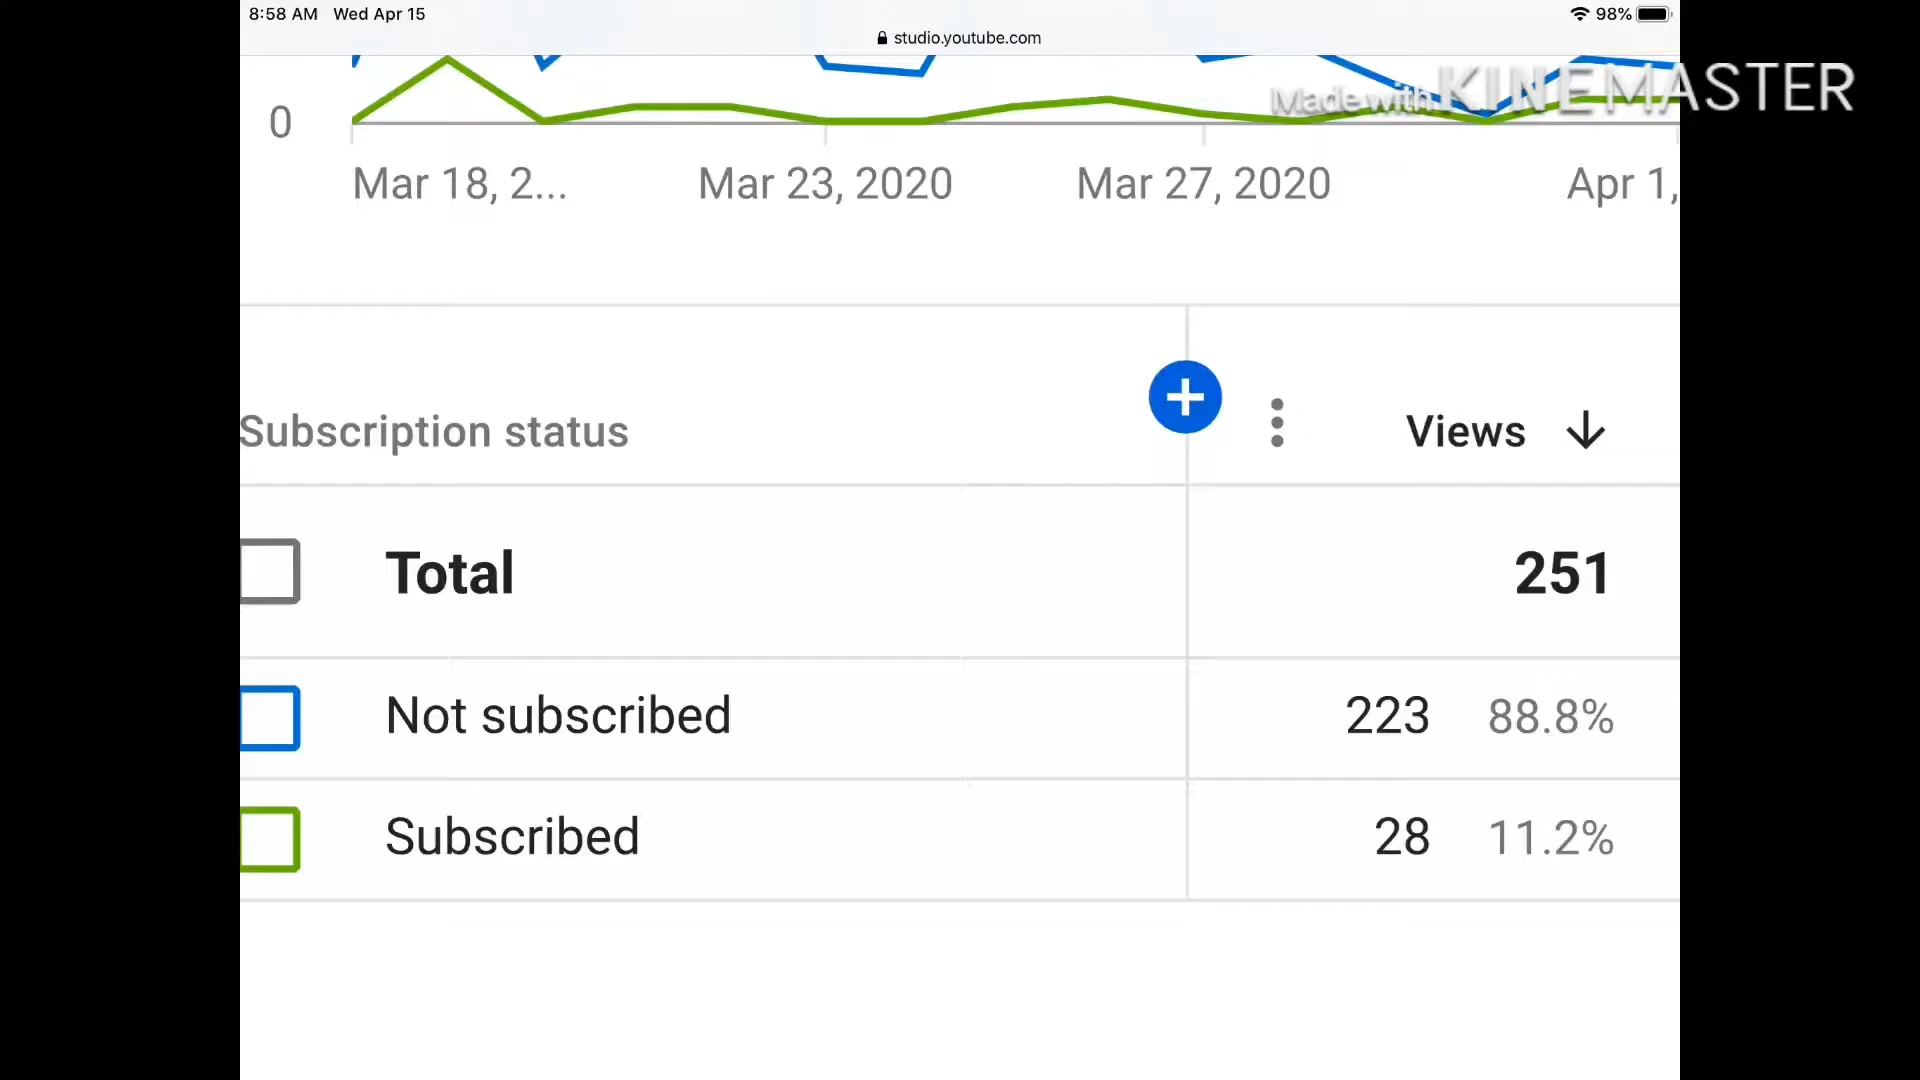 8:58 AM Wed Apr 15
98%
studio.youtube.com
Made with KINEMASTER
0
Mar 18, 2... Mar 23, 2020 Mar 27, 2020 Apr 1,
Subscription status Views
Total 251
Not subscribed 223 88.8%
Subscribed 28 11.2%